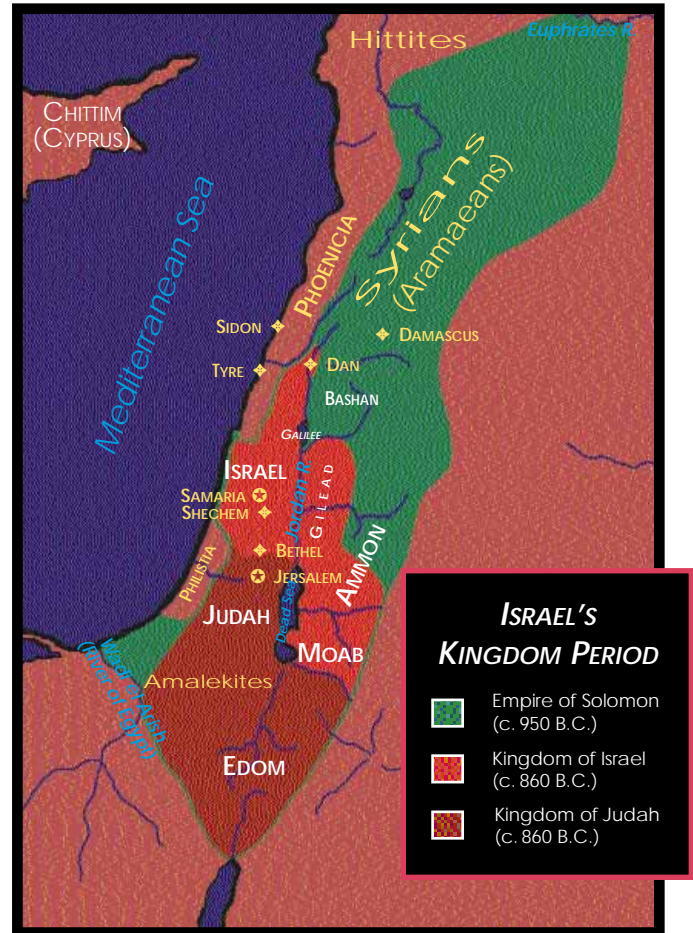 Hittites
Euphrates R.
CHITTIM
(CYPRUS)
Mediterranean Sea
PHOENICIA
Syrians
(Aramaeans)
SIDON
DAMASCUS
TYRE
DAN
BASHAN
GALILEE
ISRAEL
Jordan R.
GILEAD
SAMARIA
SHECHEM
BETHEL
PHILISTIA
JERSALEM
AMMON
JUDAH
Dead Sea
MOAB
Wadi el-Arish
(River of Egypt)
Amalekites
EDOM
ISRAEL'S
KINGDOM PERIOD
Empire of Solomon
(c. 950 B.C.)
Kingdom of Israel
(c. 860 B.C.)
Kingdom of Judah
(c. 860 B.C.)